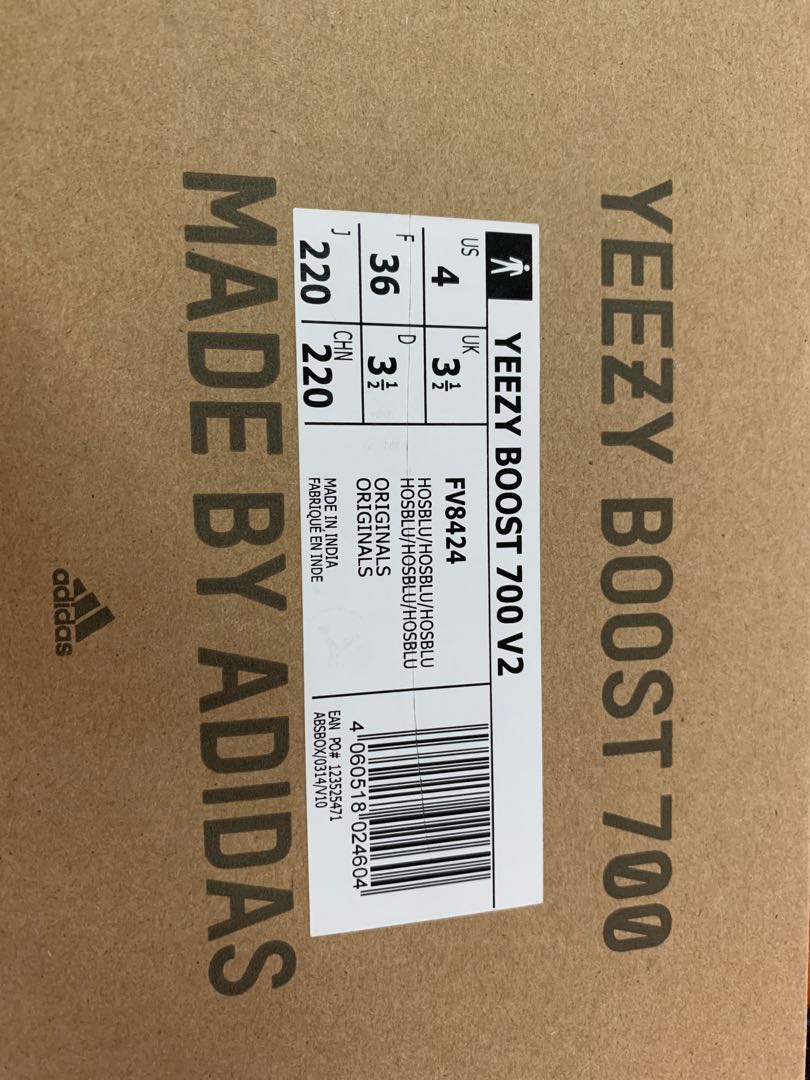 YEEZY BOOST 700
YEEZY BOOST 700 V2
US 4
UK 3½
F 36
D 3½
J 220
CHN 220
FV8424
HOSBLU/HOSBLU/HOSBLU
HOSBLU/HOSBLU/HOSBLU
ORIGINALS
ORIGINALS
MADE IN INDIA
FABRIQUÉ EN INDE
4 060518 024604
EAN PO# 123525471
ABSBOX/0314/V10
MADE BY ADIDAS
adidas